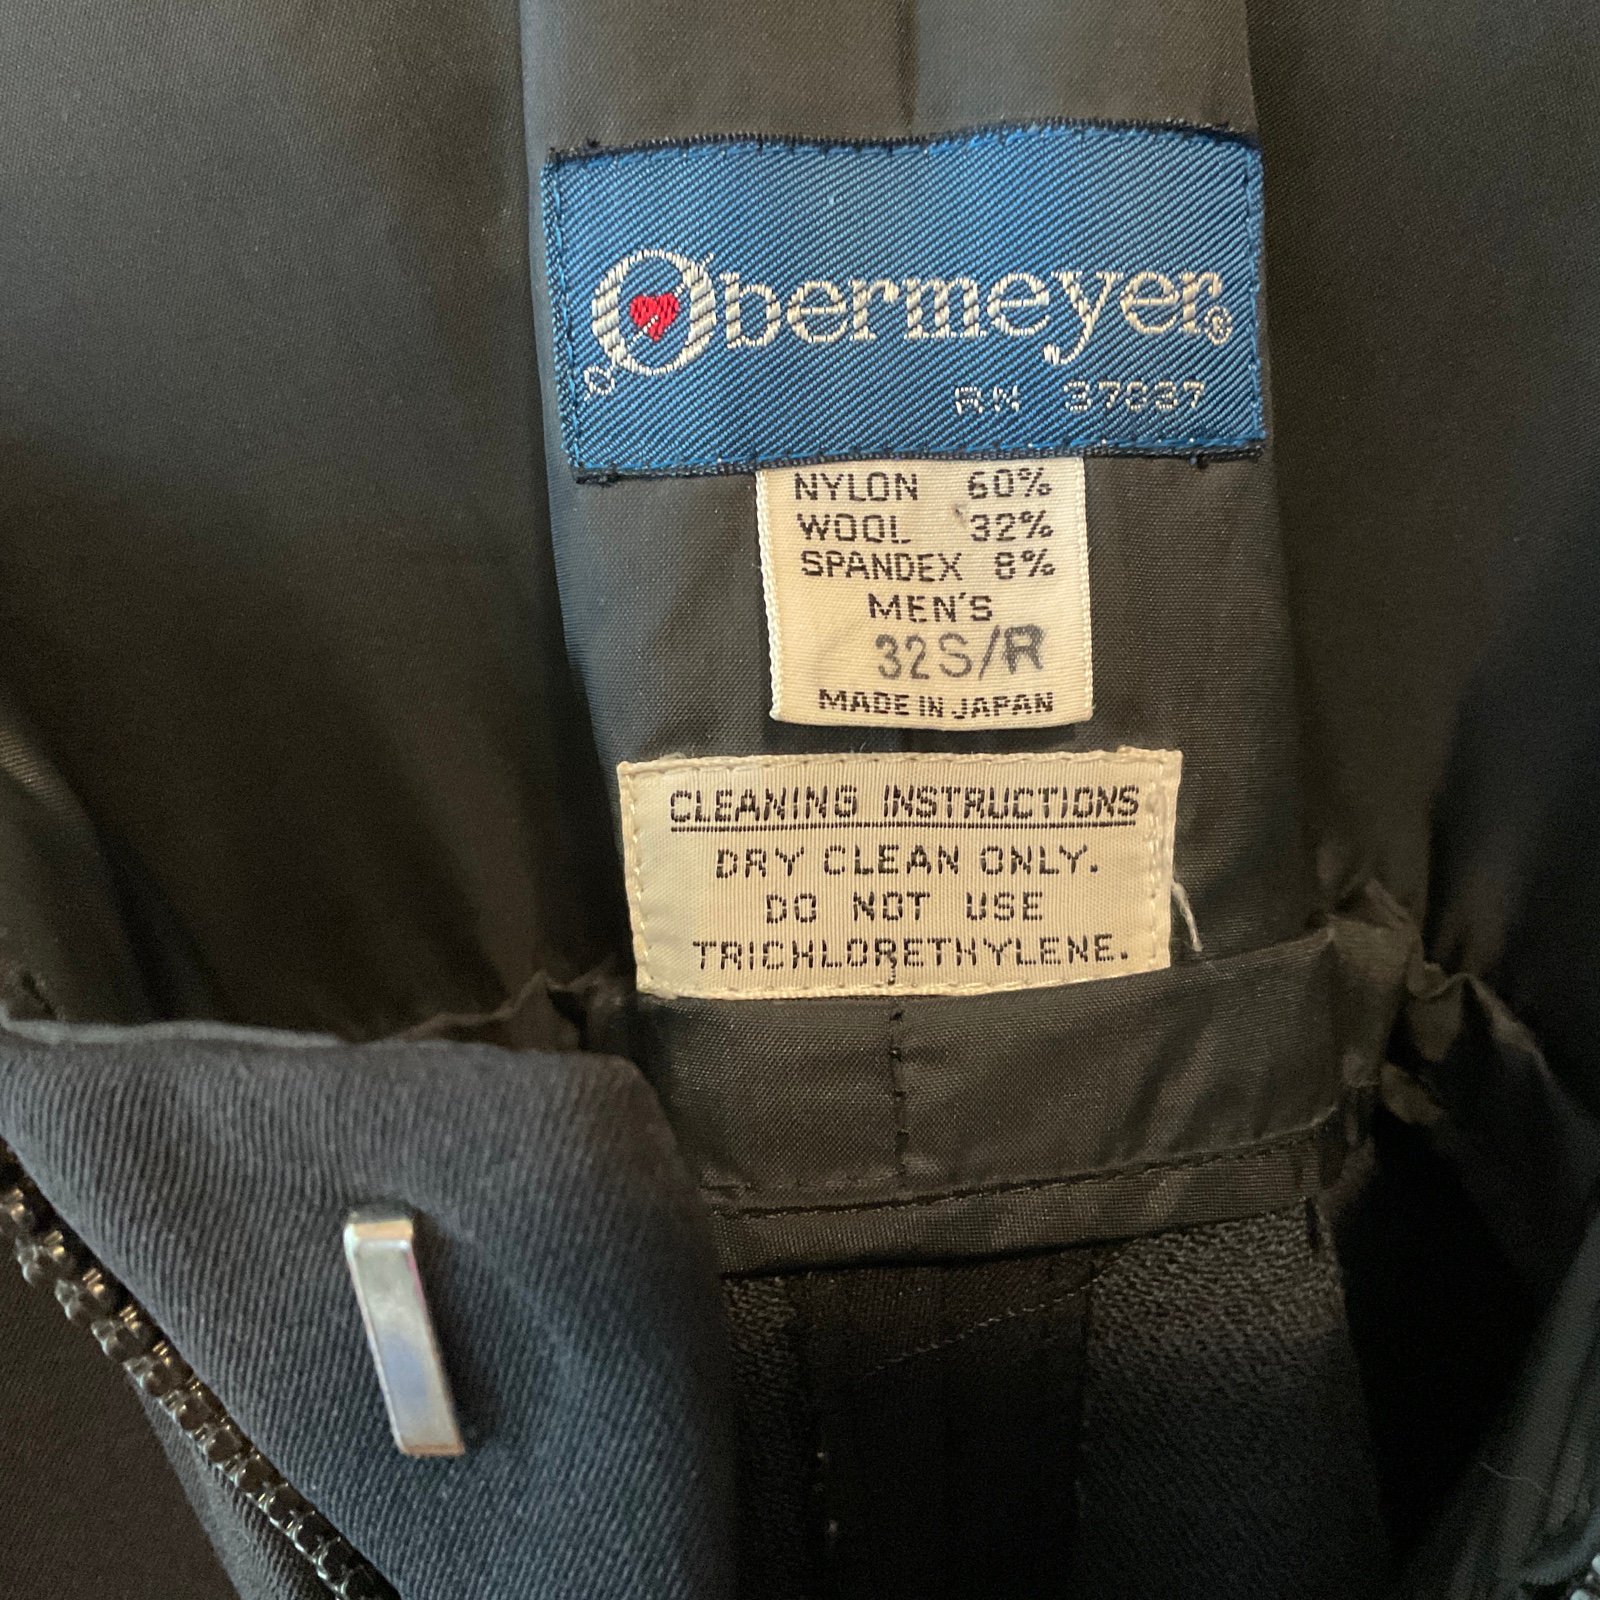 Obermeyer®
RN 37037
NYLON 60%
WOOL 32%
SPANDEX 8%
MEN'S
32S/R
MADE IN JAPAN
CLEANING INSTRUCTIONS
DRY CLEAN ONLY.
DO NOT USE
TRICHLORETHYLENE.